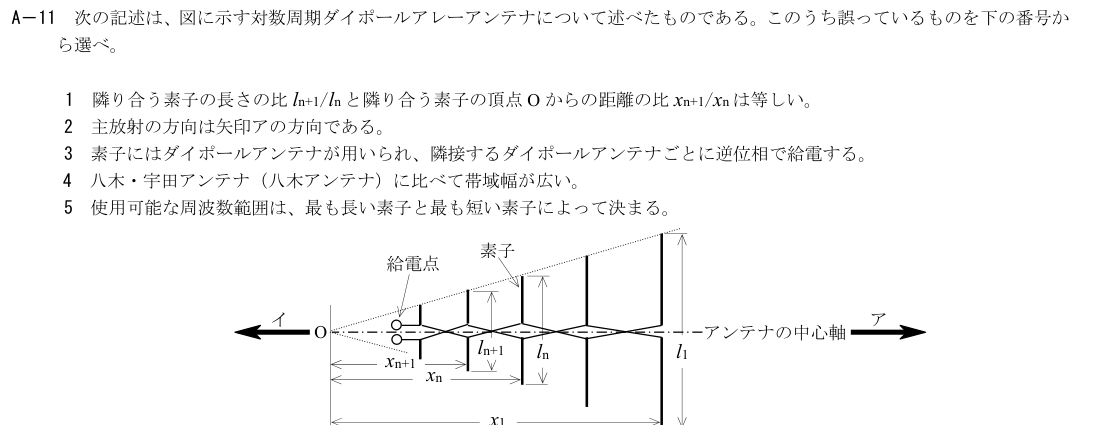 A－11 次の記述は、図に示す対数周期ダイポールアレーアンテナについて述べたものである。このうち誤っているものを下の番号か
ら選べ。
1 隣り合う素子の長さの比 ln+1/ln と隣り合う素子の頂点 O からの距離の比 xn+1/xn は等しい。
2 主放射の方向は矢印アの方向である。
3 素子にはダイポールアンテナが用いられ、隣接するダイポールアンテナごとに逆位相で給電する。
4 八木・宇田アンテナ（八木アンテナ）に比べて帯域幅が広い。
5 使用可能な周波数範囲は、最も長い素子と最も短い素子によって決まる。
素子
給電点
イ
O
アンテナの中心軸
ア
ln+1
ln
l1
xn+1
xn
x1